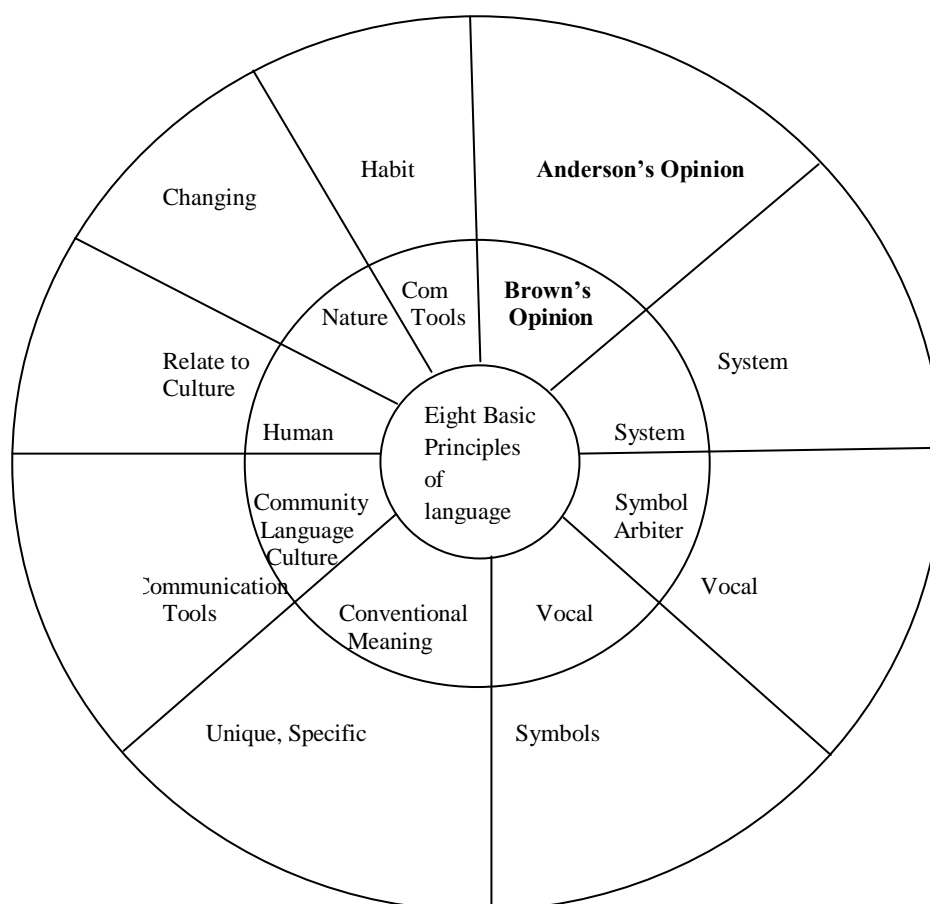 Habit
Anderson's Opinion
Changing
Com
Tools
Brown's
Opinion
Nature
Relate to
Culture
System
Eight Basic
Principles
of
language
Human
System
Community
Language
Culture
Symbol
Arbiter
Communication
Tools
Vocal
Conventional
Meaning
Vocal
Unique, Specific
Symbols